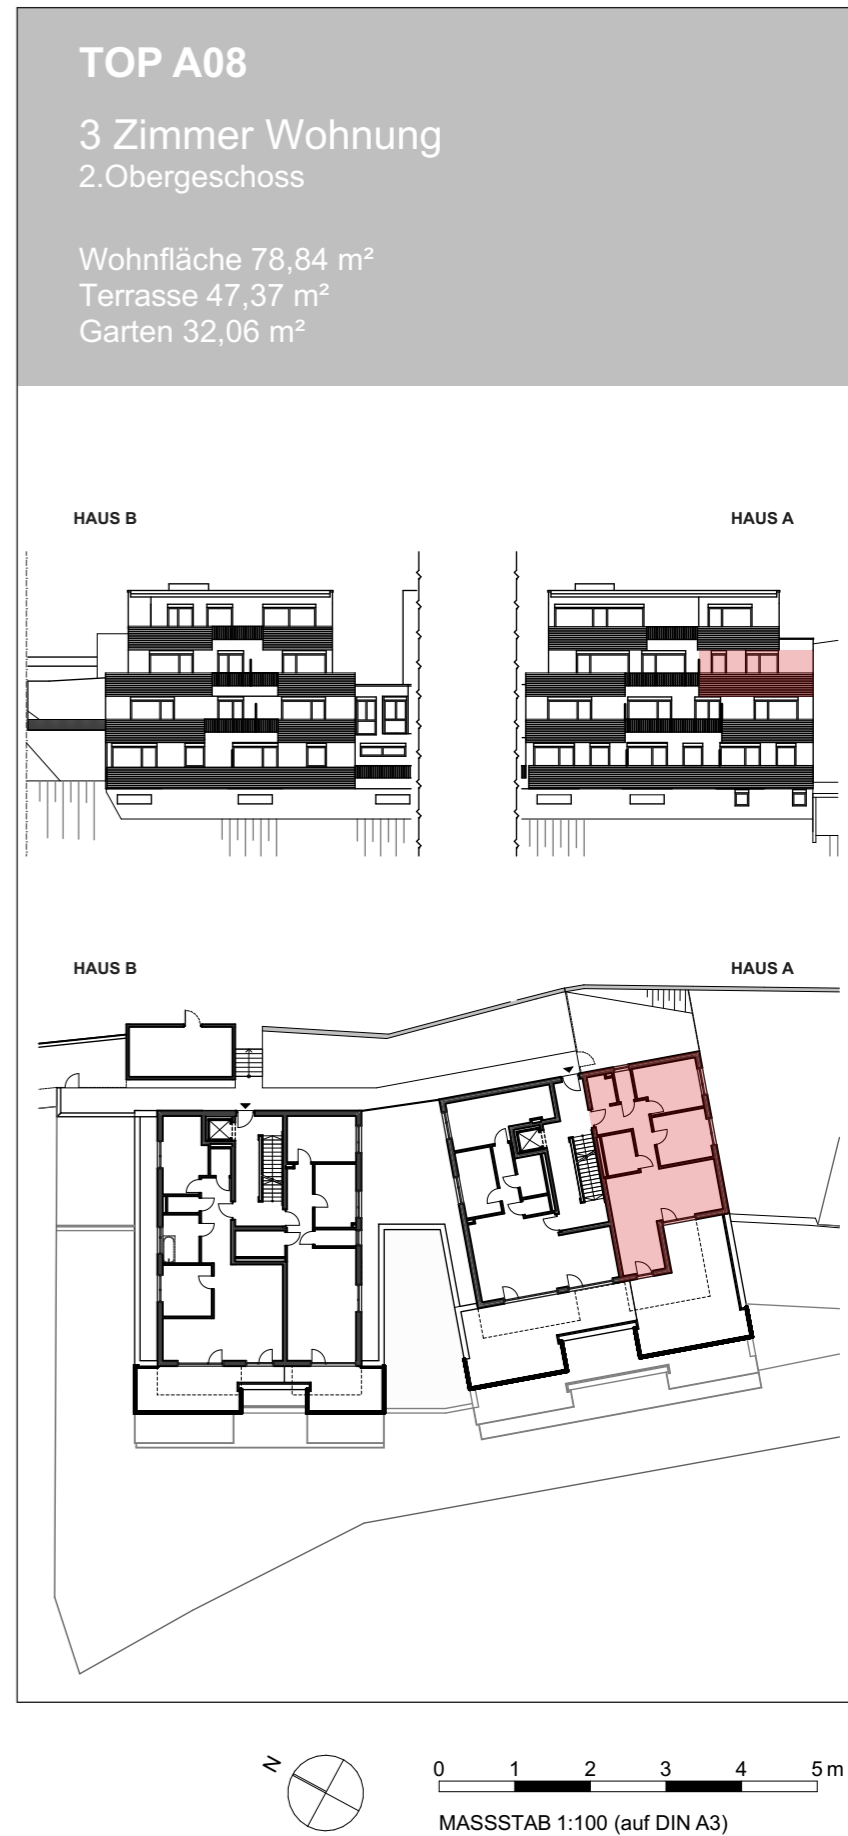 TOP A08
3 Zimmer Wohnung
2.Obergeschoss
Wohnfläche 78,84 m²
Terrasse 47,37 m²
Garten 32,06 m²
HAUS B
HAUS A
HAUS B
HAUS A
N
0 1 2 3 4 5 m
MASSSTAB 1:100 (auf DIN A3)